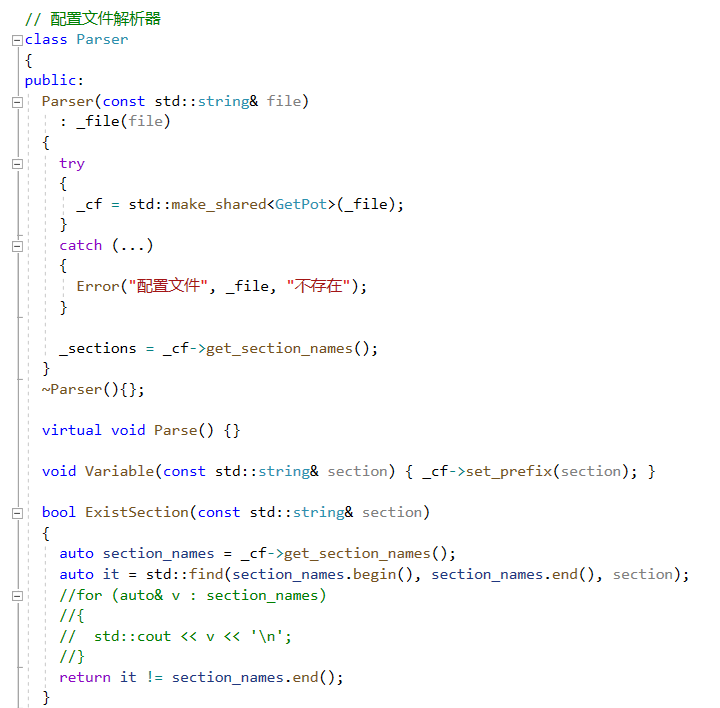 // 配置文件解析器
class Parser
{
public:
  Parser(const std::string& file)
    : _file(file)
  {
    try
    {
      _cf = std::make_shared<GetPot>(_file);
    }
    catch (...)
    {
      Error("配置文件", _file, "不存在");
    }

    _sections = _cf->get_section_names();
  }
  ~Parser(){};

  virtual void Parse() {}

  void Variable(const std::string& section) { _cf->set_prefix(section); }

  bool ExistSection(const std::string& section)
  {
    auto section_names = _cf->get_section_names();
    auto it = std::find(section_names.begin(), section_names.end(), section);
    //for (auto& v : section_names)
    //{
    //  std::cout << v << '\n';
    //}
    return it != section_names.end();
  }